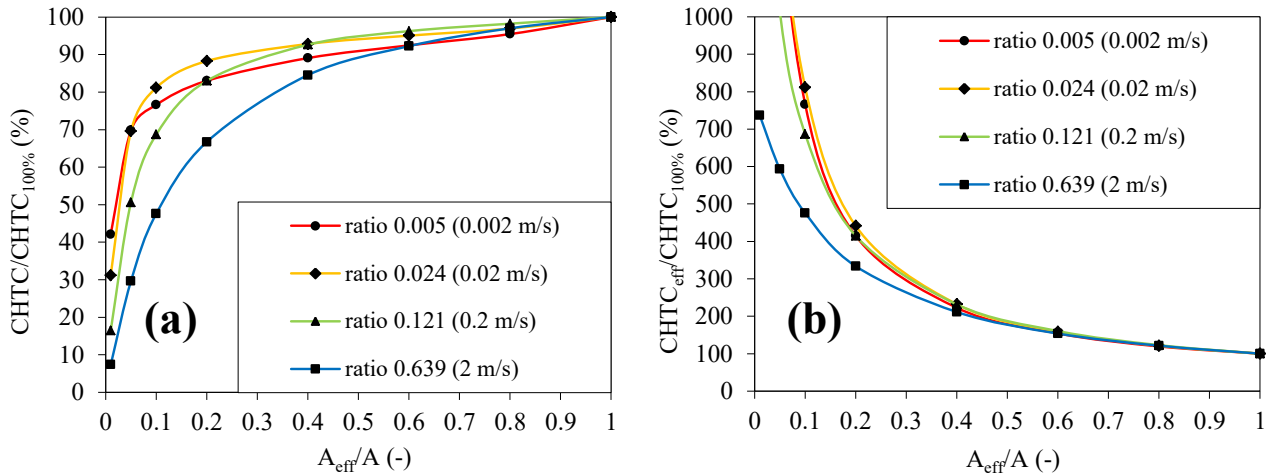 100
90
80
70
60
50
40
30
20
10
0
CHTC/CHTC100% (%)
ratio 0.005 (0.002 m/s)
ratio 0.024 (0.02 m/s)
ratio 0.121 (0.2 m/s)
ratio 0.639 (2 m/s)
(a)
0 0.1 0.2 0.3 0.4 0.5 0.6 0.7 0.8 0.9 1
Aeff/A (-)
1000
900
800
700
600
500
400
300
200
100
0
CHTCeff/CHTC100% (%)
ratio 0.005 (0.002 m/s)
ratio 0.024 (0.02 m/s)
ratio 0.121 (0.2 m/s)
ratio 0.639 (2 m/s)
(b)
0 0.1 0.2 0.3 0.4 0.5 0.6 0.7 0.8 0.9 1
Aeff/A (-)